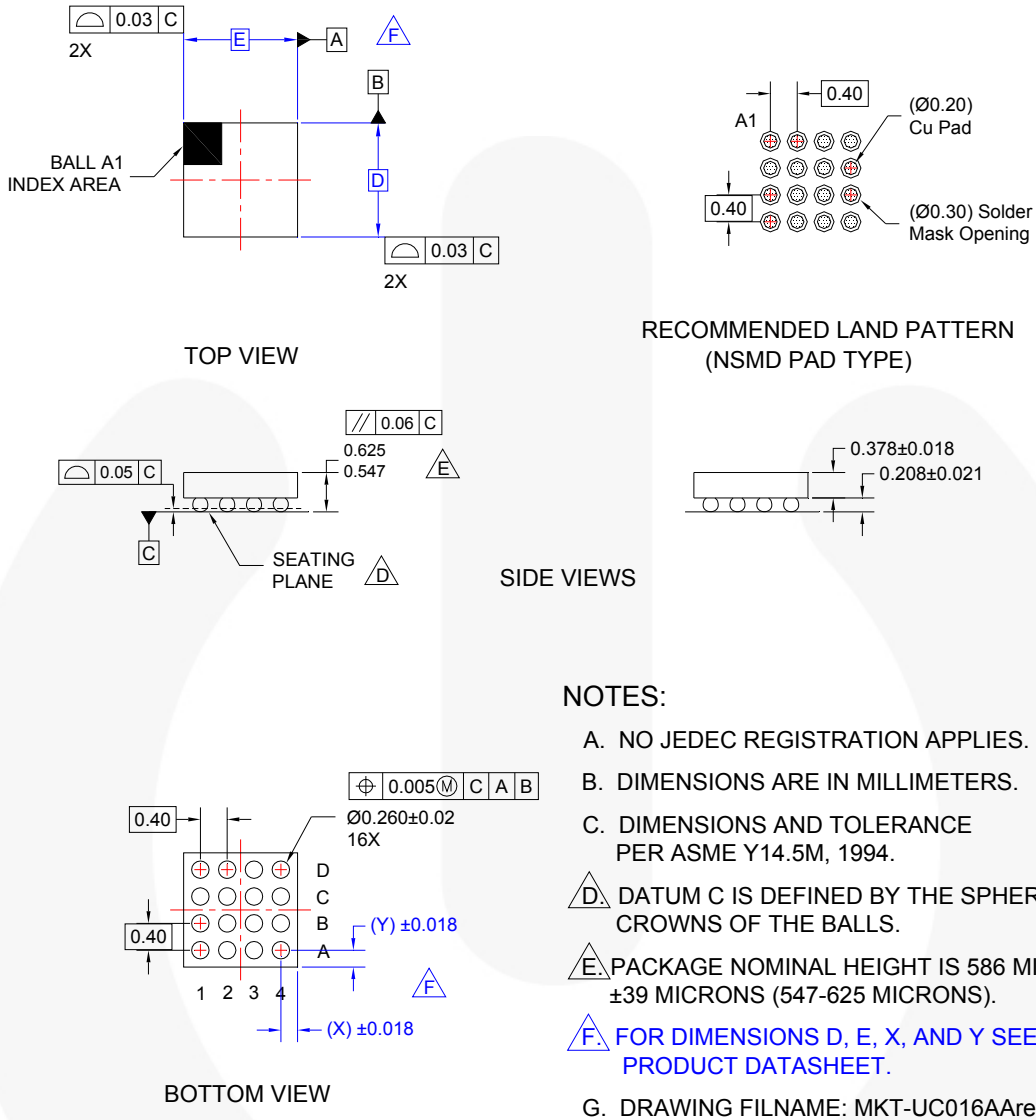 0.03 C
2X
E
A
F
B
BALL A1
INDEX AREA
D
0.03 C
2X
TOP VIEW
0.40
A1
(Ø0.20)
Cu Pad
0.40
(Ø0.30) Solder
Mask Opening
RECOMMENDED LAND PATTERN
(NSMD PAD TYPE)
// 0.06 C
0.625
0.547
E
0.05 C
C
SEATING
PLANE
D
0.378±0.018
0.208±0.021
SIDE VIEWS
0.005Ⓜ C A B
Ø0.260±0.02
16X
0.40
D
C
B
A
0.40
(Y) ±0.018
1 2 3 4
F
(X) ±0.018
BOTTOM VIEW
NOTES:
A. NO JEDEC REGISTRATION APPLIES.
B. DIMENSIONS ARE IN MILLIMETERS.
C. DIMENSIONS AND TOLERANCE
PER ASME Y14.5M, 1994.
D. DATUM C IS DEFINED BY THE SPHER
CROWNS OF THE BALLS.
E. PACKAGE NOMINAL HEIGHT IS 586 MI
±39 MICRONS (547-625 MICRONS).
F. FOR DIMENSIONS D, E, X, AND Y SEE
PRODUCT DATASHEET.
G. DRAWING FILNAME: MKT-UC016AAre